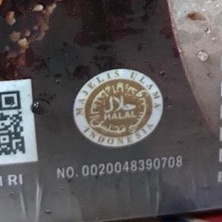 MAJELIS ULAMA
حلال
HALAL
INDONESIA
I RI
NO. 0020048390708